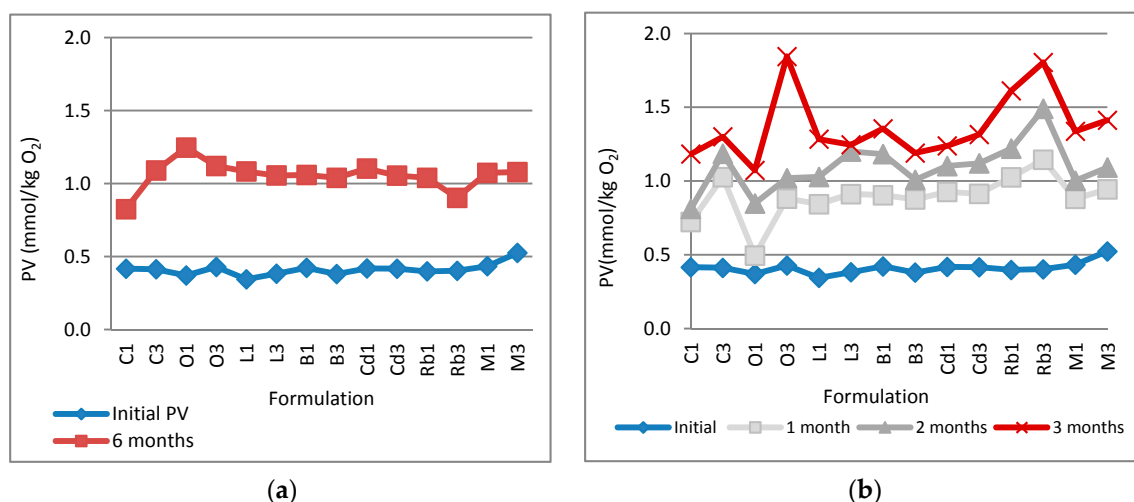 2.0
1.5
1.0
0.5
0.0
PV (mmol/kg O₂)
C1 C3 O1 O3 L1 L3 B1 B3 Cd1 Cd3 Rb1 Rb3 M1 M3
Formulation
Initial PV
6 months
(a)
2.0
1.5
1.0
0.5
0.0
PV(mmol/kg O₂)
C1 C3 O1 O3 L1 L3 B1 B3 Cd1 Cd3 Rb1 Rb3 M1 M3
Formulation
Initial 1 month 2 months 3 months
(b)